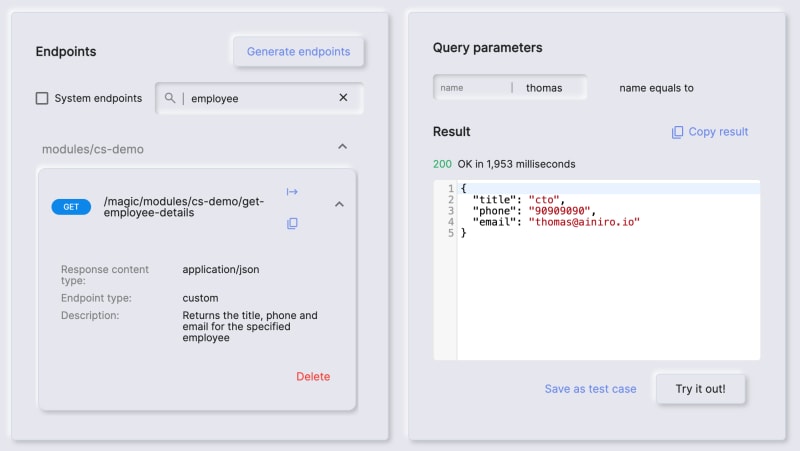 Endpoints
Generate endpoints
System endpoints
employee
modules/cs-demo
GET
/magic/modules/cs-demo/get-
employee-details
Response content
type:
application/json
Endpoint type:
custom
Description:
Returns the title, phone and
email for the specified
employee
Delete
Query parameters
name
thomas
name equals to
Result
Copy result
200 OK in 1,953 milliseconds
1 {
2 "title": "cto",
3 "phone": "90909090",
4 "email": "thomas@ainiro.io"
5 }
Save as test case
Try it out!